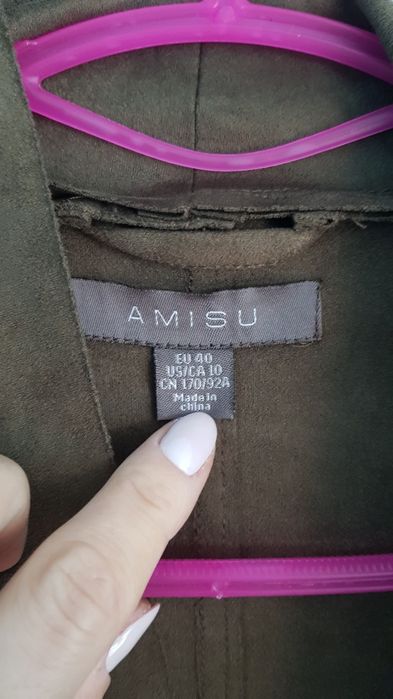 AMISU
EU 40
US/CA 10
CN 170/92A
Made in
china